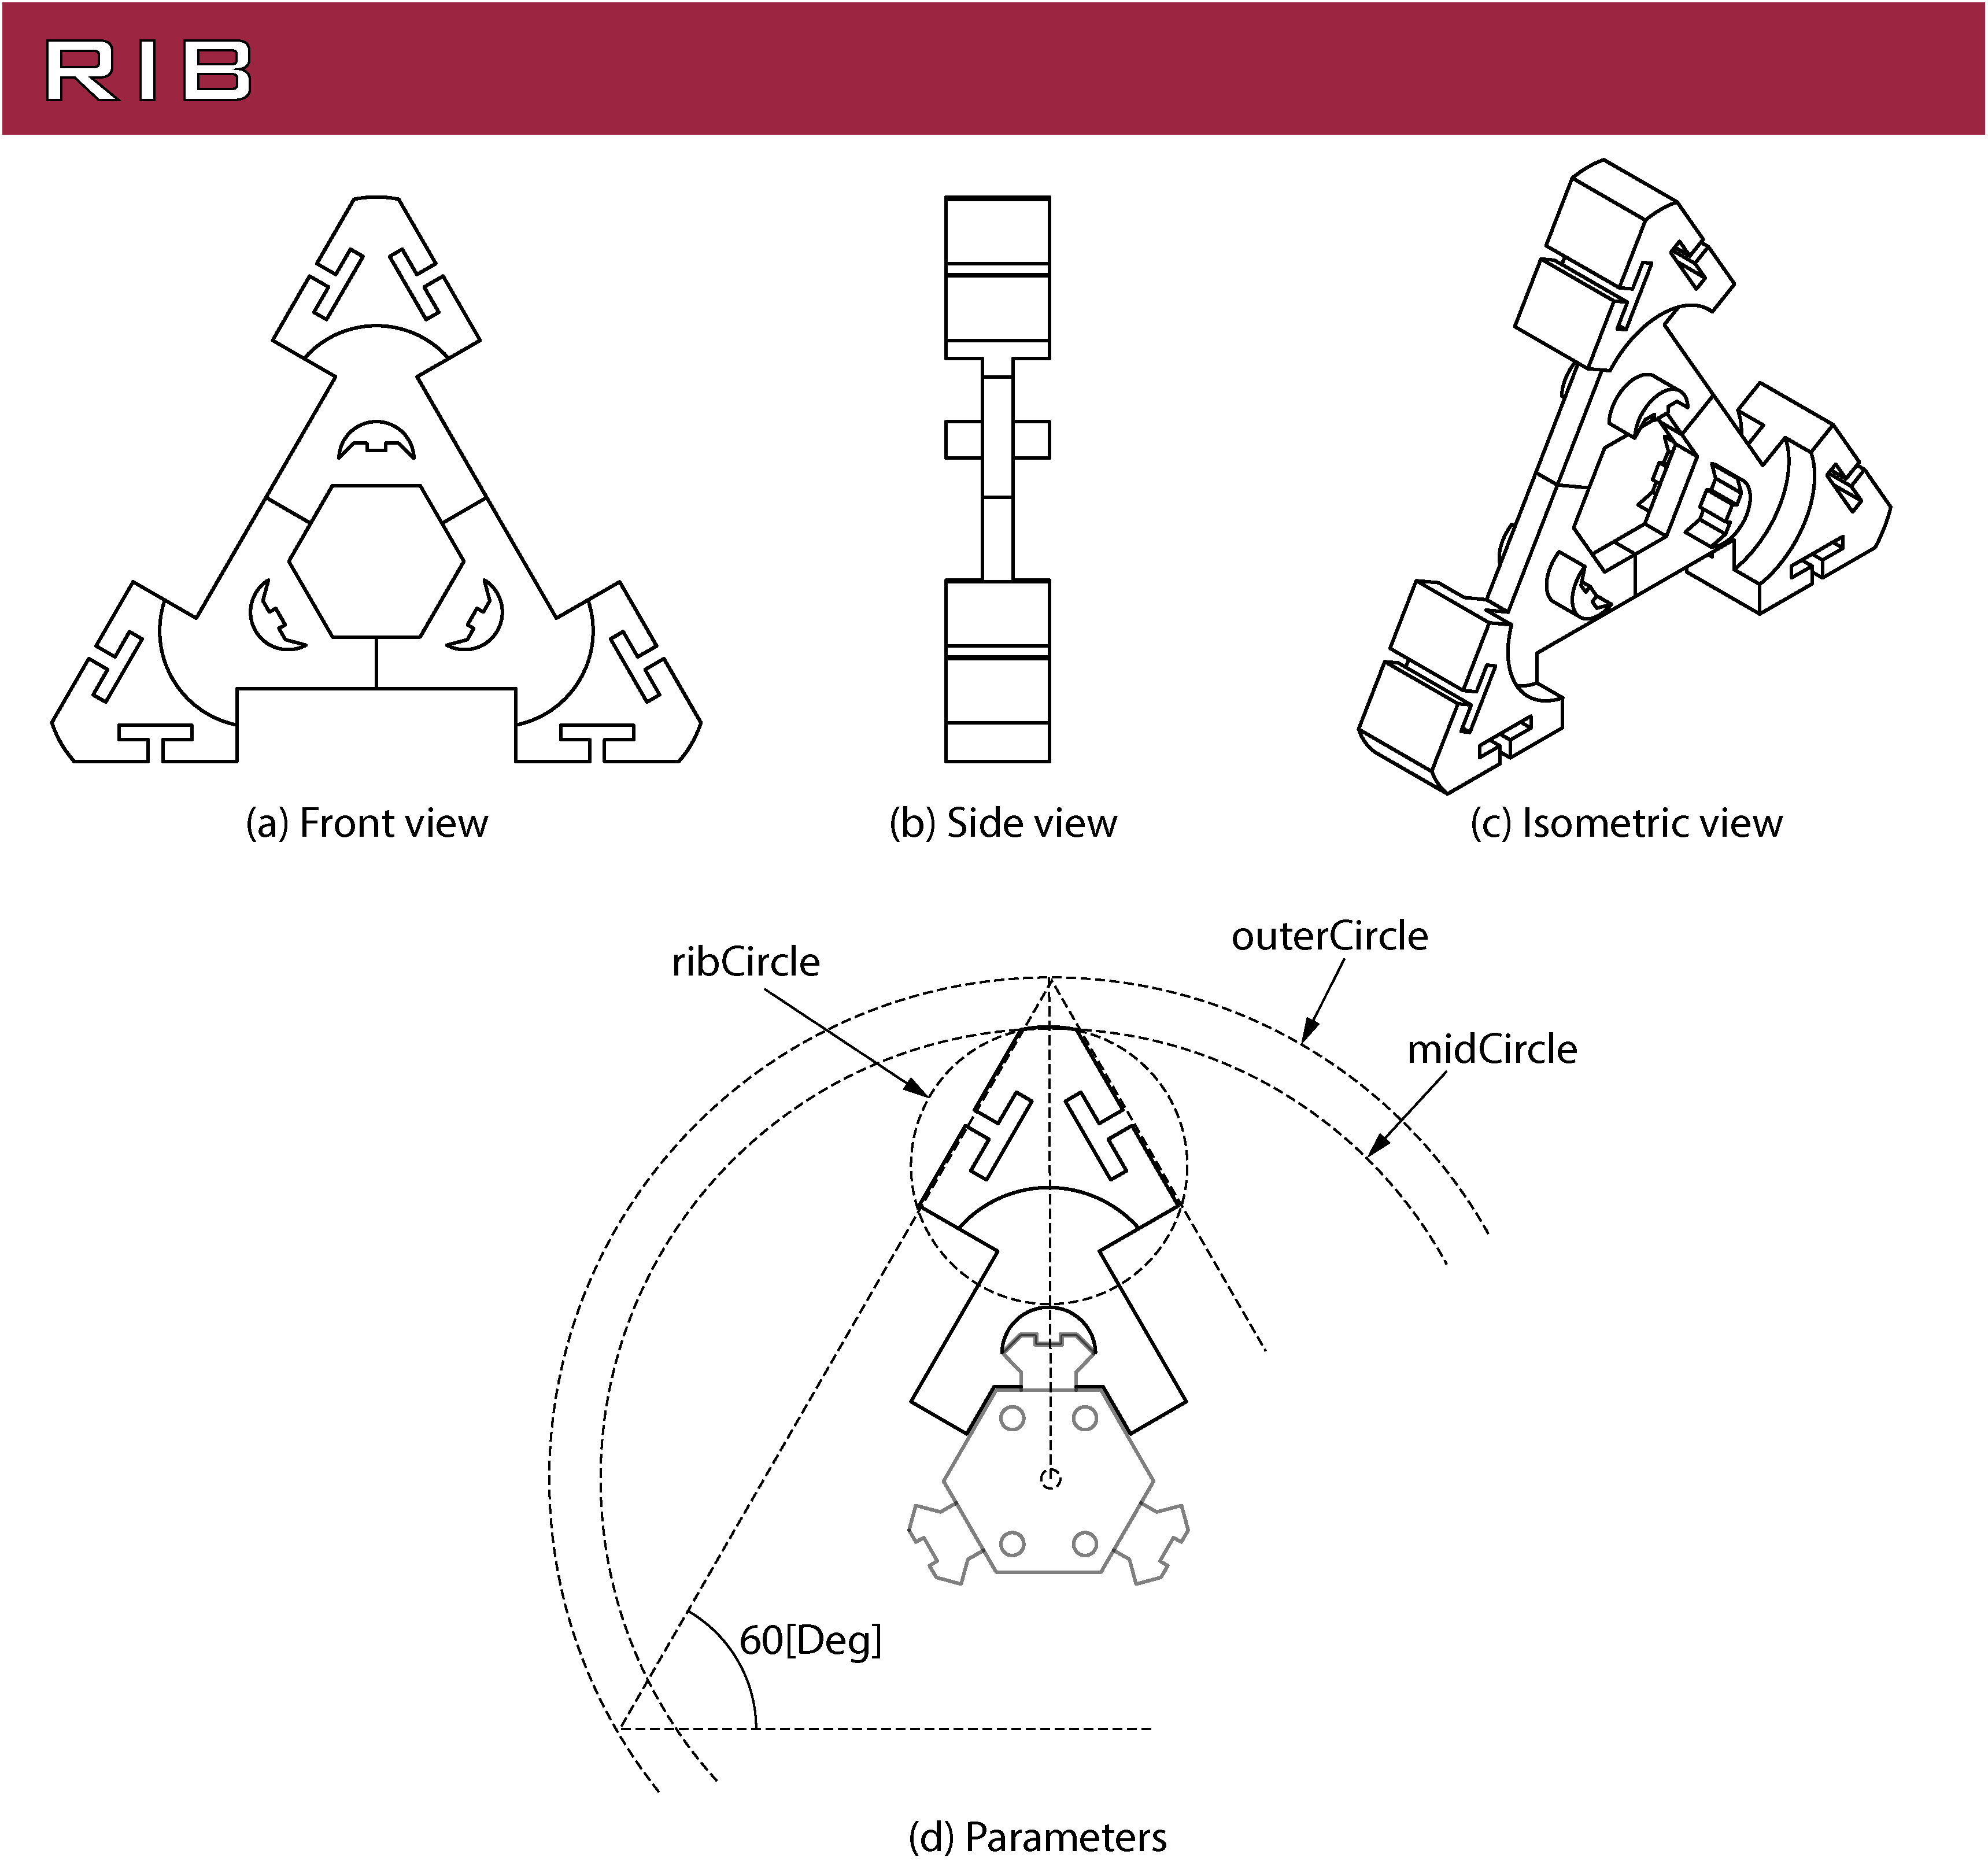 RIB
(a) Front view
(b) Side view
(c) Isometric view
outerCircle
ribCircle
midCircle
60[Deg]
(d) Parameters